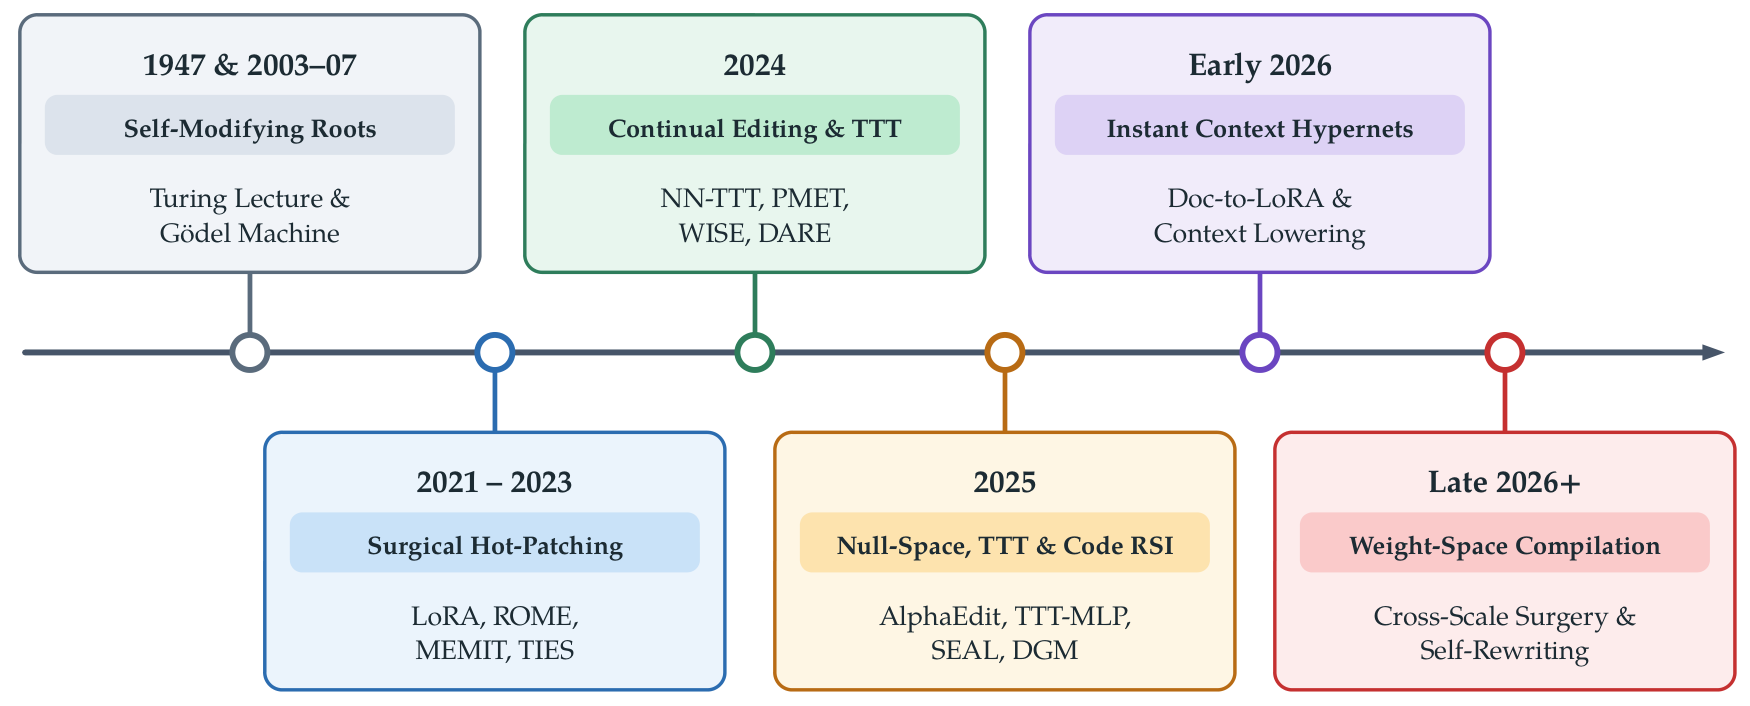 1947 & 2003–07
Self-Modifying Roots
Turing Lecture &
Gödel Machine
2021 – 2023
Surgical Hot-Patching
LoRA, ROME,
MEMIT, TIES
2024
Continual Editing & TTT
NN-TTT, PMET,
WISE, DARE
2025
Null-Space, TTT & Code RSI
AlphaEdit, TTT-MLP,
SEAL, DGM
Early 2026
Instant Context Hypernets
Doc-to-LoRA &
Context Lowering
Late 2026+
Weight-Space Compilation
Cross-Scale Surgery &
Self-Rewriting